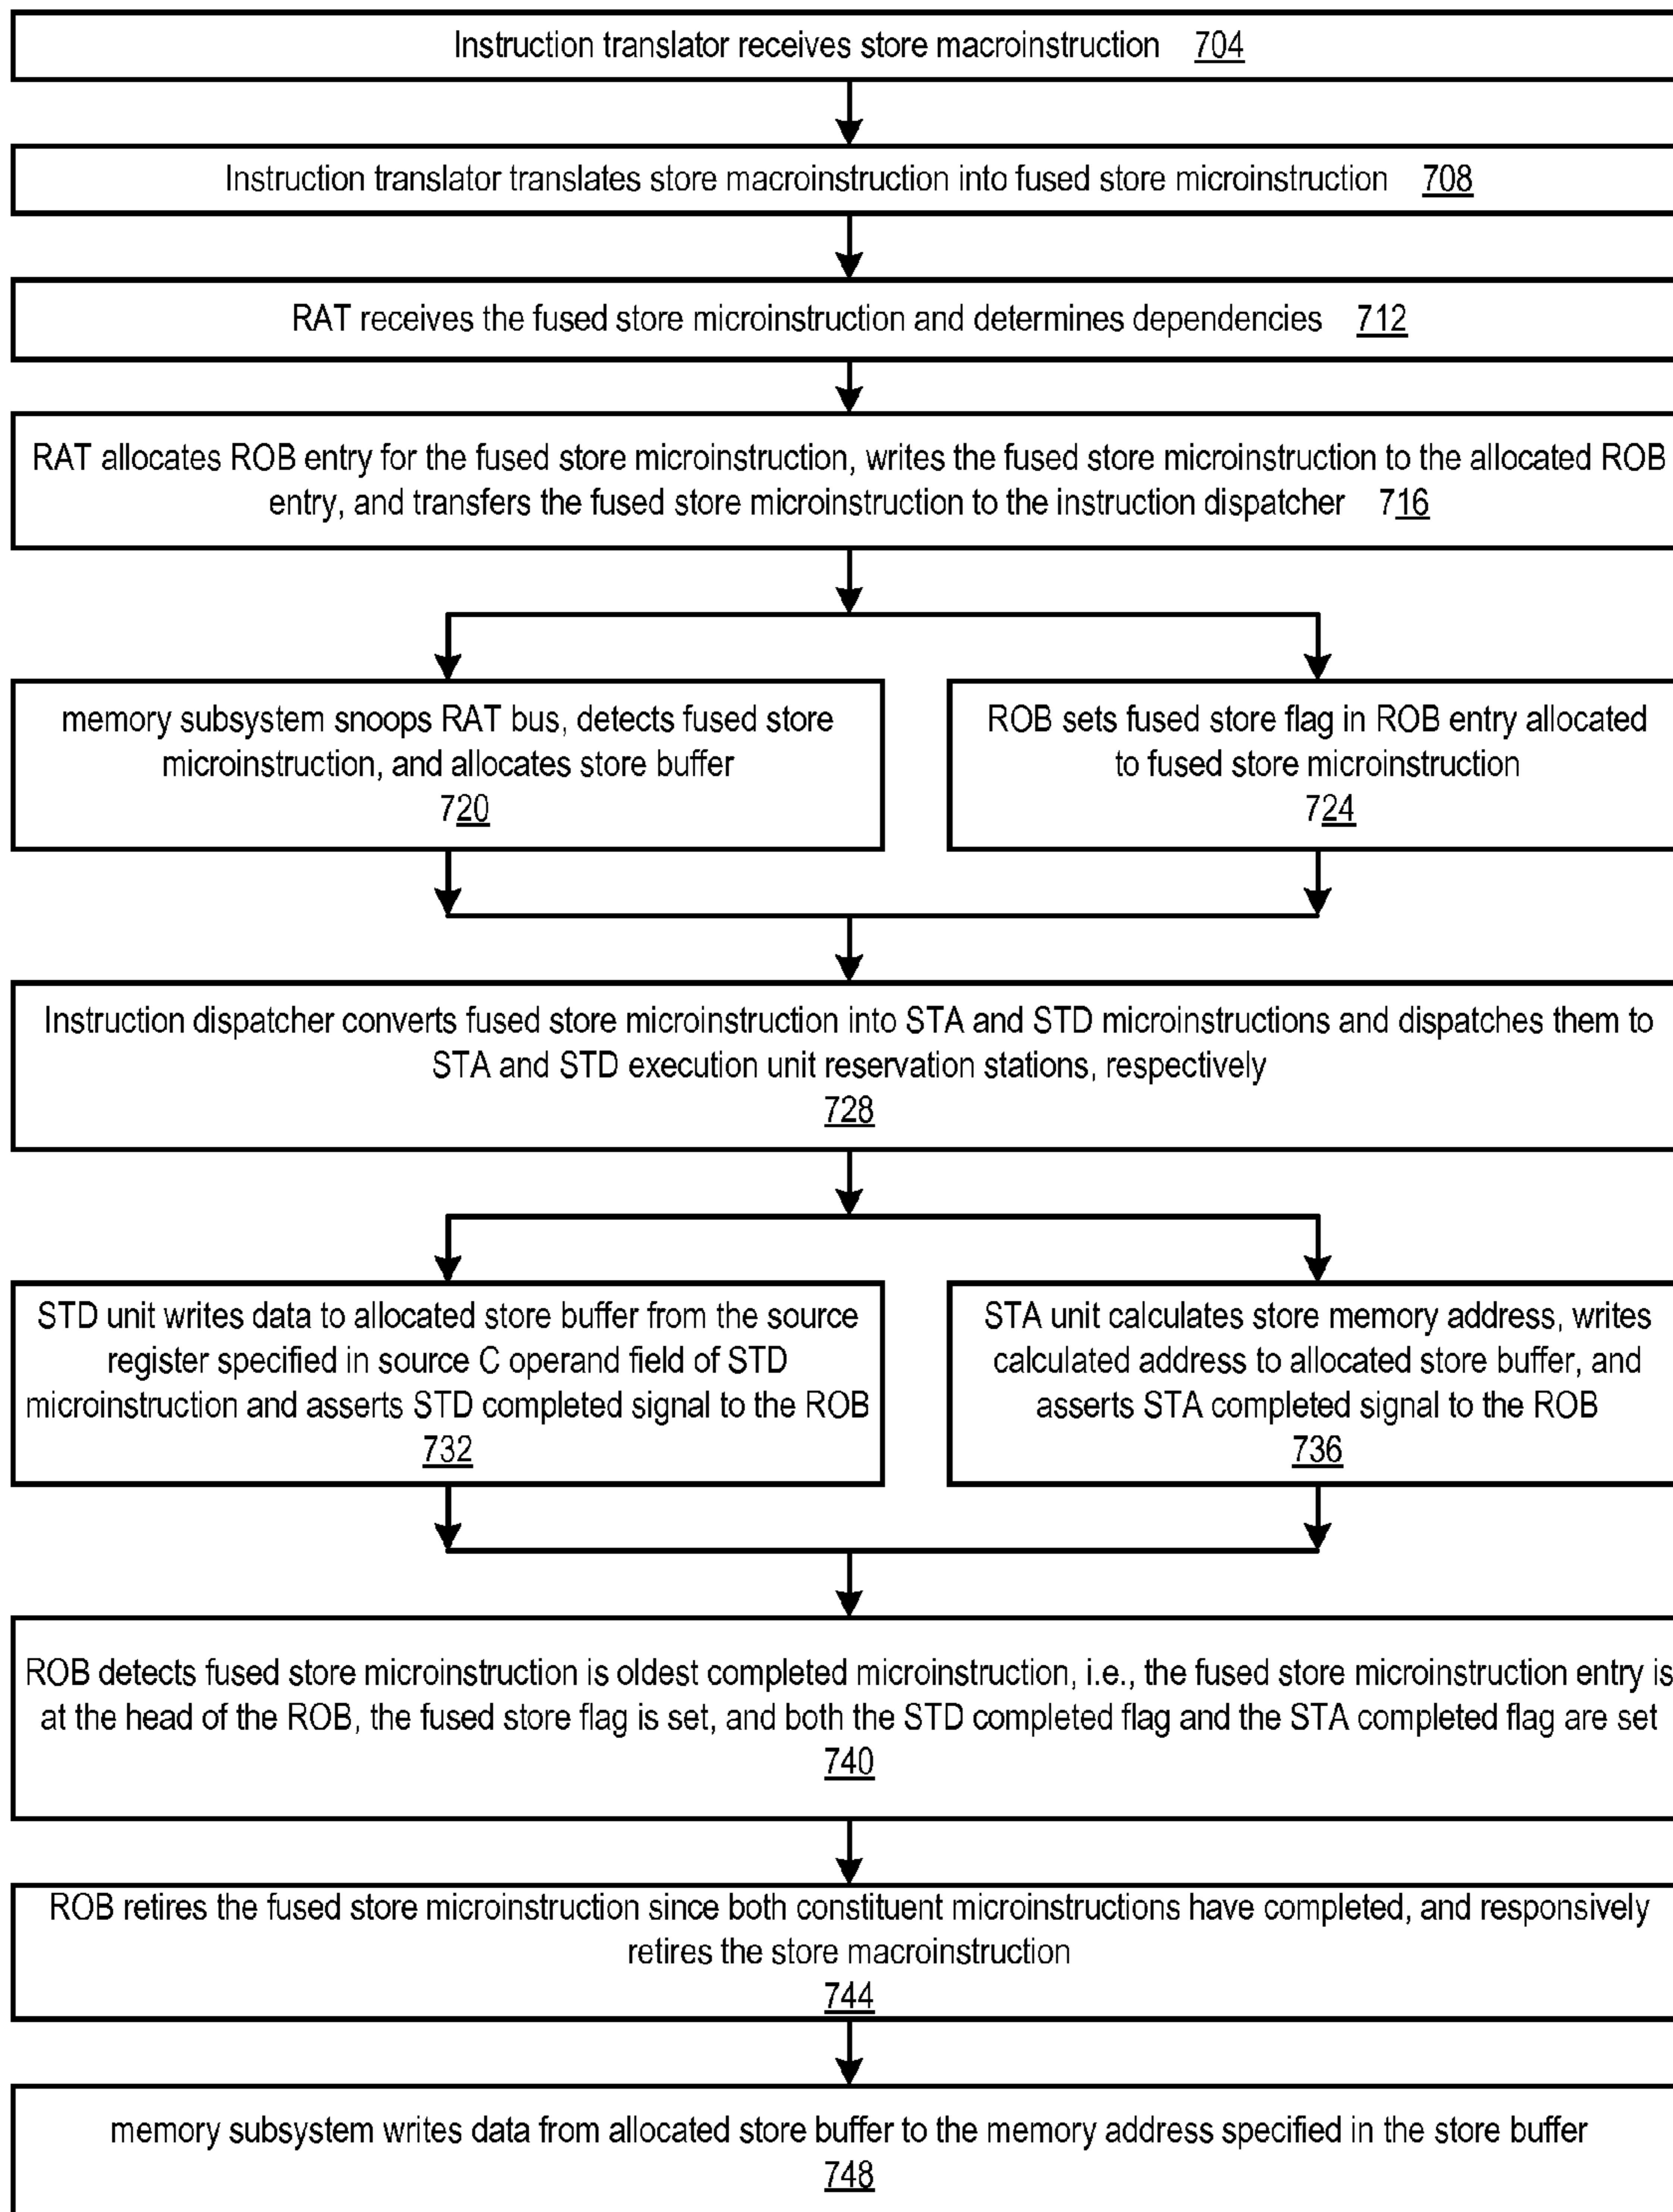 Instruction translator receives store macroinstruction 704
Instruction translator translates store macroinstruction into fused store microinstruction 708
RAT receives the fused store microinstruction and determines dependencies 712
RAT allocates ROB entry for the fused store microinstruction, writes the fused store microinstruction to the allocated ROB
entry, and transfers the fused store microinstruction to the instruction dispatcher 716
memory subsystem snoops RAT bus, detects fused store
microinstruction, and allocates store buffer
720
ROB sets fused store flag in ROB entry allocated
to fused store microinstruction
724
Instruction dispatcher converts fused store microinstruction into STA and STD microinstructions and dispatches them to
STA and STD execution unit reservation stations, respectively
728
STD unit writes data to allocated store buffer from the source
register specified in source C operand field of STD
microinstruction and asserts STD completed signal to the ROB
732
STA unit calculates store memory address, writes
calculated address to allocated store buffer, and
asserts STA completed signal to the ROB
736
ROB detects fused store microinstruction is oldest completed microinstruction, i.e., the fused store microinstruction entry is
at the head of the ROB, the fused store flag is set, and both the STD completed flag and the STA completed flag are set
740
ROB retires the fused store microinstruction since both constituent microinstructions have completed, and responsively
retires the store macroinstruction
744
memory subsystem writes data from allocated store buffer to the memory address specified in the store buffer
748